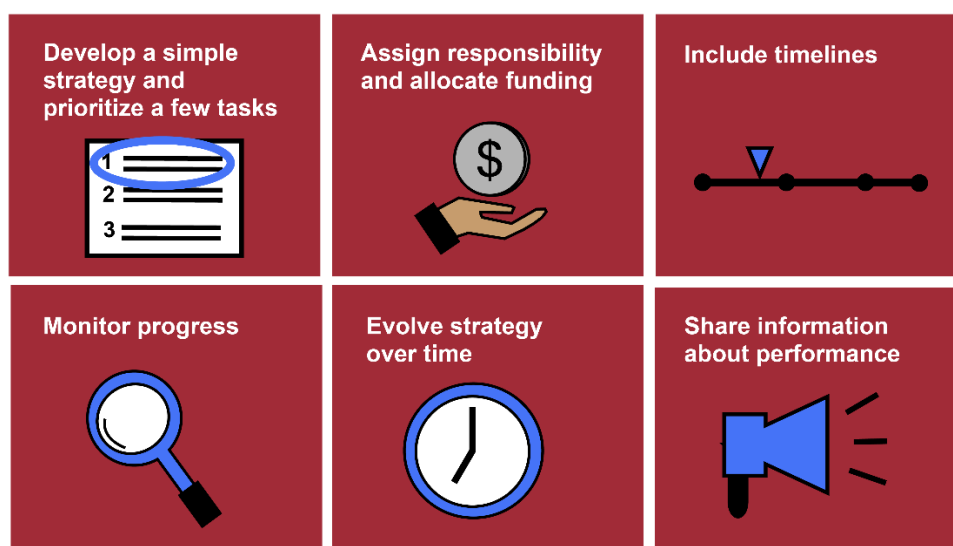 Develop a simple
strategy and
prioritize a few tasks
1
2
3
Assign responsibility
and allocate funding
$
Include timelines
Monitor progress
Evolve strategy
over time
Share information
about performance